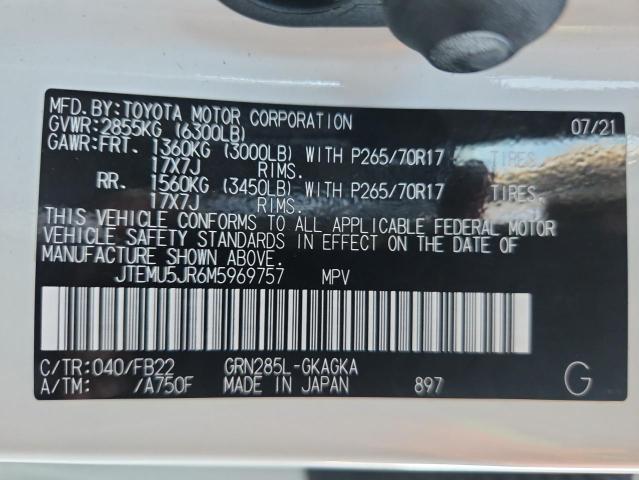 MFD. BY: TOYOTA MOTOR CORPORATION 07/21
GVWR: 2855KG (6300LB)
GAWR: FRT. 1360KG (3000LB) WITH P265/70R17 TIRES.
17X7J RIMS.
RR. 1560KG (3450LB) WITH P265/70R17 TIRES.
17X7J RIMS.
THIS VEHICLE CONFORMS TO ALL APPLICABLE FEDERAL MOTOR
VEHICLE SAFETY STANDARDS IN EFFECT ON THE DATE OF
MANUFACTURE SHOWN ABOVE.
JTEMU5JR6M5969757 MPV
C/TR: 040/FB22 GRN285L-GKAGKA
A/TM: /A750F MADE IN JAPAN 897 G